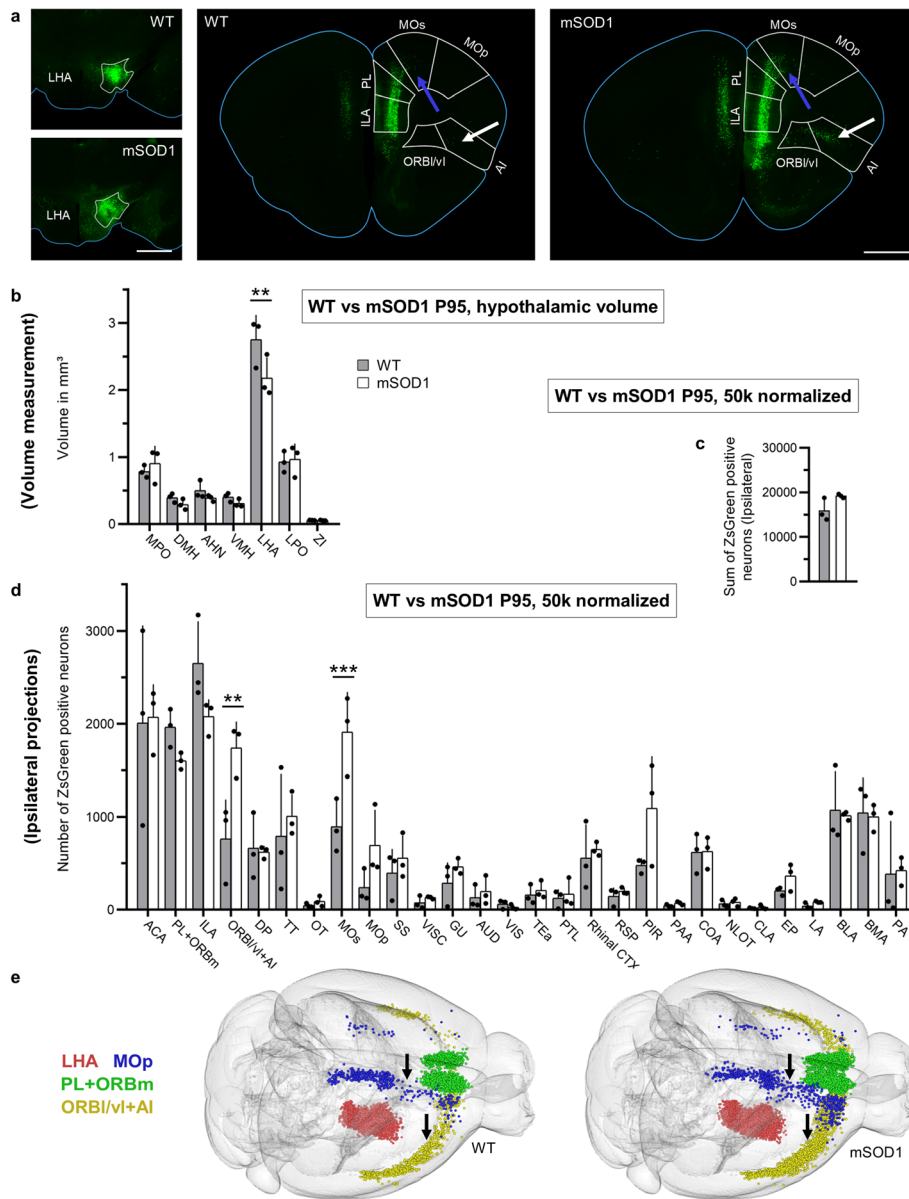 a
WT
LHA
mSOD1
LHA
WT
MOs
MOp
PL
ILA
ORBl/vl
AI
mSOD1
MOs
MOp
PL
ILA
ORBl/vl
AI
b
WT vs mSOD1 P95, hypothalamic volume
(Volume measurement)
Volume in mm³
3
2
1
0
**
WT
mSOD1
MPO
DMH
AHN
VMH
LHA
LPO
ZI
WT vs mSOD1 P95, 50k normalized
c
Sum of ZsGreen positive
neurons (Ipsilateral)
30000
20000
10000
0
d
WT vs mSOD1 P95, 50k normalized
(Ipsilateral projections)
Number of ZsGreen positive neurons
3000
2000
1000
0
**
***
ACA
PL+ORBm
ILA
ORBl/vl+AI
DP
TT
OT
MOs
MOp
SS
VISC
GU
AUD
VIS
TEa
PTL
Rhinal CTX
RSP
PIR
PAA
COA
NLOT
CLA
EP
LA
BLA
BMA
PA
e
LHA MOp
PL+ORBm
ORBl/vl+AI
WT
mSOD1